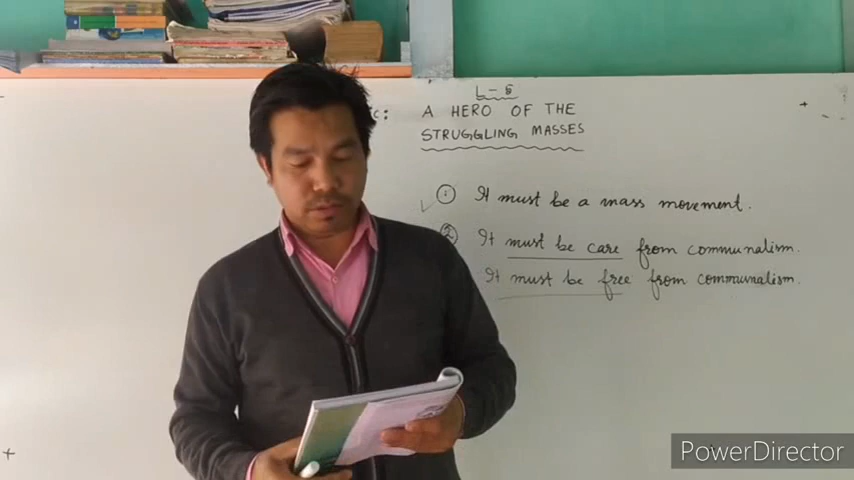 L-5
c:
A HERO OF THE
STRUGGLING MASSES
1 It must be a mass movement.
2 It must be care from communalism.
It must be free from communalism.
PowerDirector